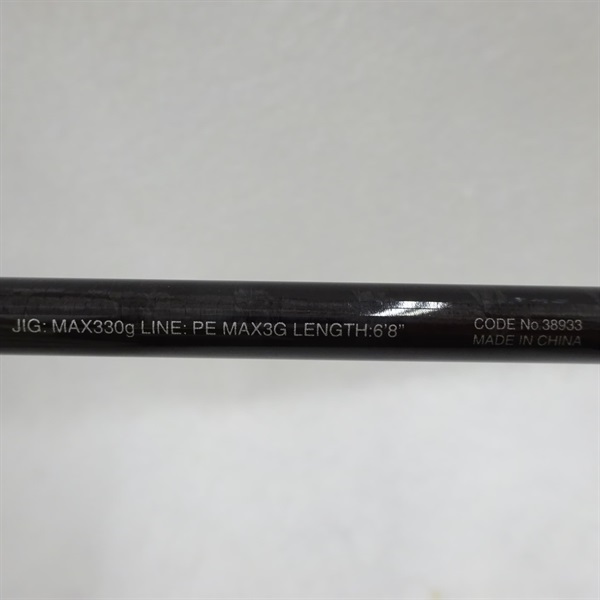 JIG: MAX330g LINE: PE MAX3G LENGTH:6'8"
CODE No.38933
MADE IN CHINA